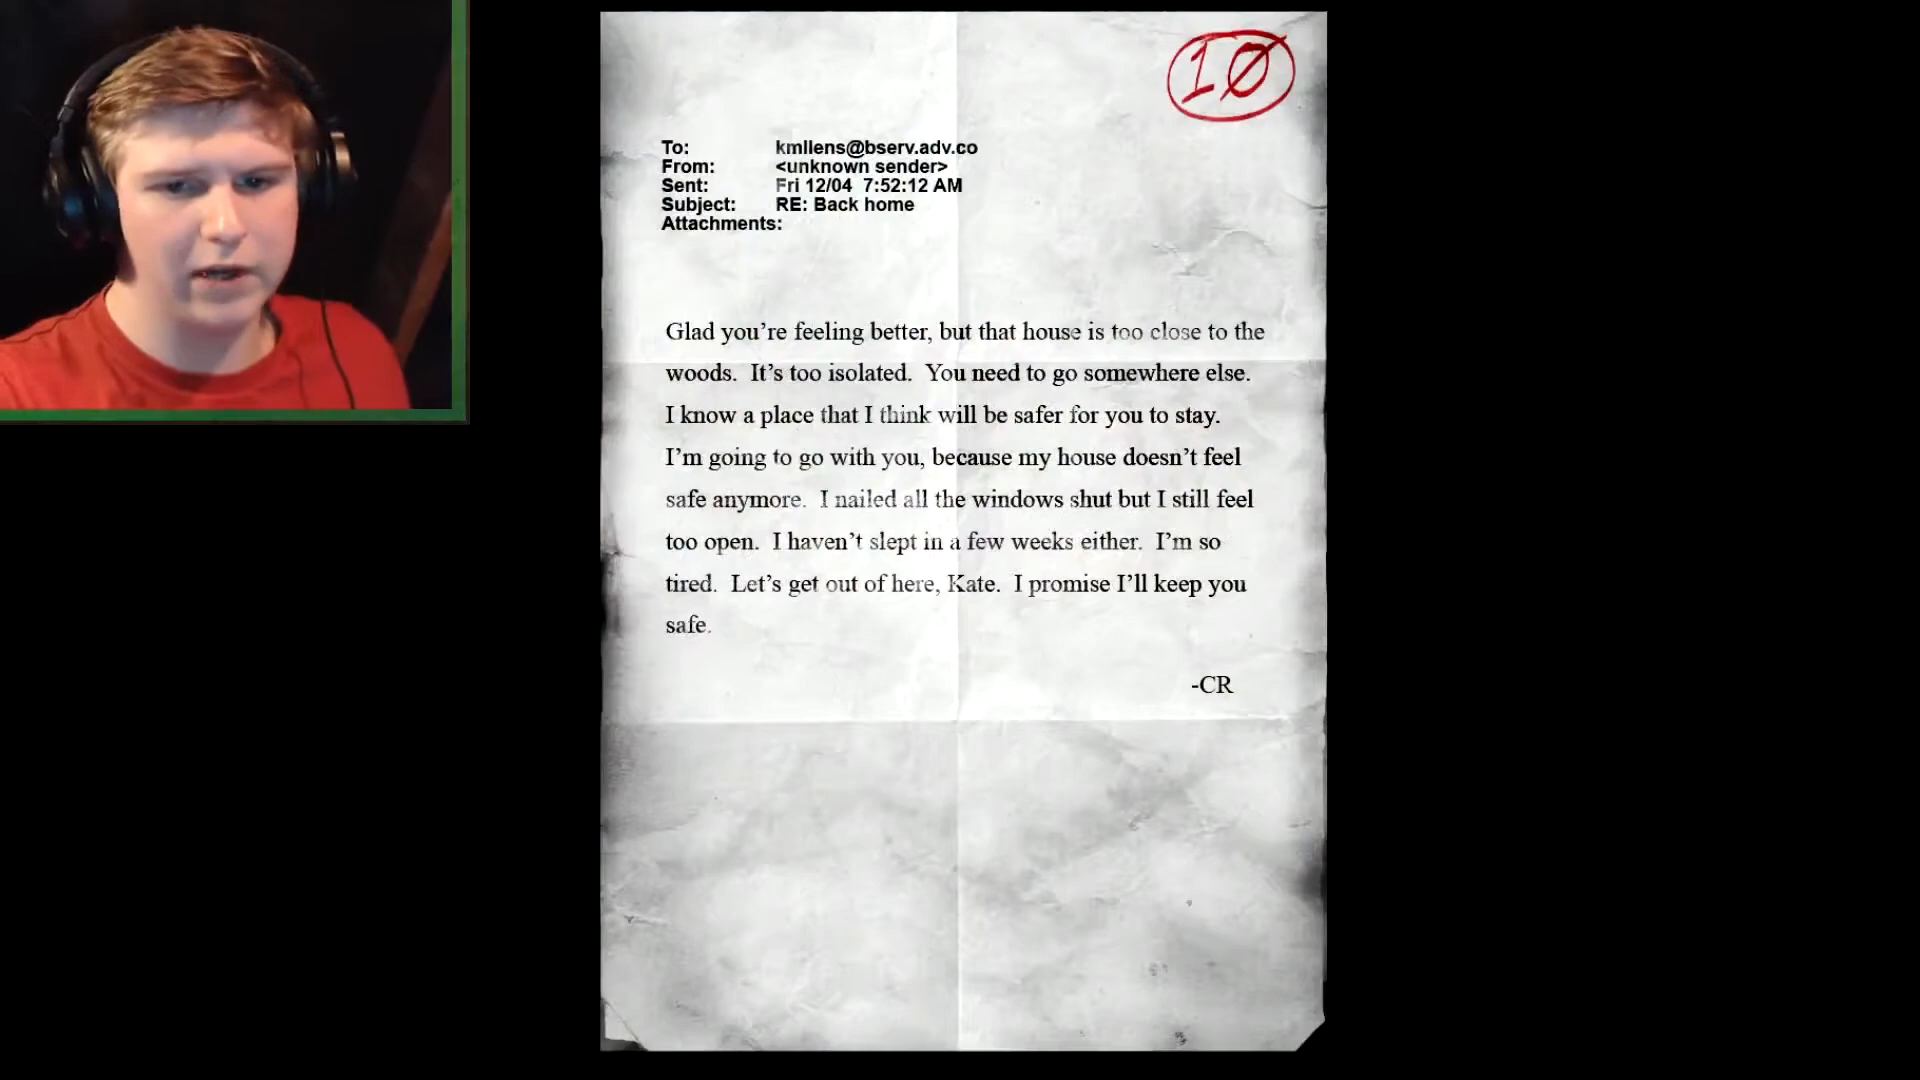 1Ø
To: kmllens@bserv.adv.co
From: <unknown sender>
Sent: Fri 12/04 7:52:12 AM
Subject: RE: Back home
Attachments:
Glad you’re feeling better, but that house is too close to the
woods. It’s too isolated. You need to go somewhere else.
I know a place that I think will be safer for you to stay.
I’m going to go with you, because my house doesn’t feel
safe anymore. I nailed all the windows shut but I still feel
too open. I haven’t slept in a few weeks either. I’m so
tired. Let’s get out of here, Kate. I promise I’ll keep you
safe.
-CR